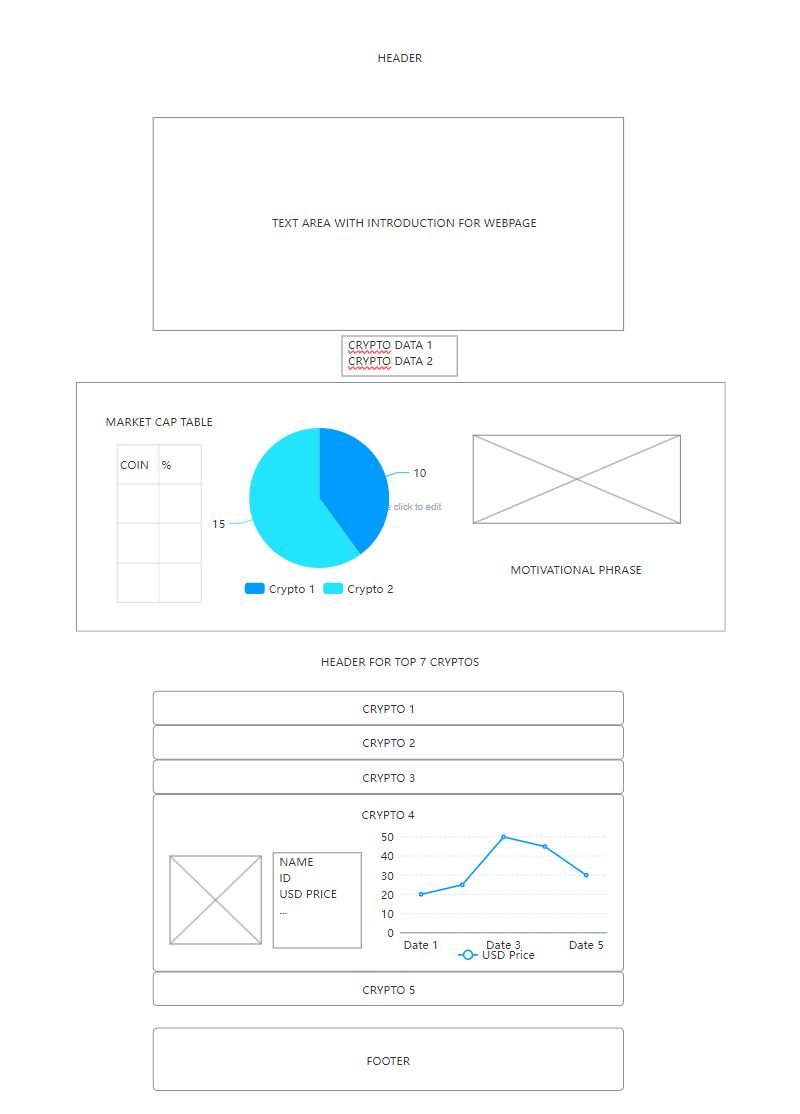 HEADER
TEXT AREA WITH INTRODUCTION FOR WEBPAGE
CRYPTO DATA 1
CRYPTO DATA 2
MARKET CAP TABLE
COIN %
10
click to edit
15
Crypto 1 Crypto 2
MOTIVATIONAL PHRASE
HEADER FOR TOP 7 CRYPTOS
CRYPTO 1
CRYPTO 2
CRYPTO 3
CRYPTO 4
NAME
ID
USD PRICE
...
50
40
30
20
10
0
Date 1 Date 3 Date 5
USD Price
CRYPTO 5
FOOTER